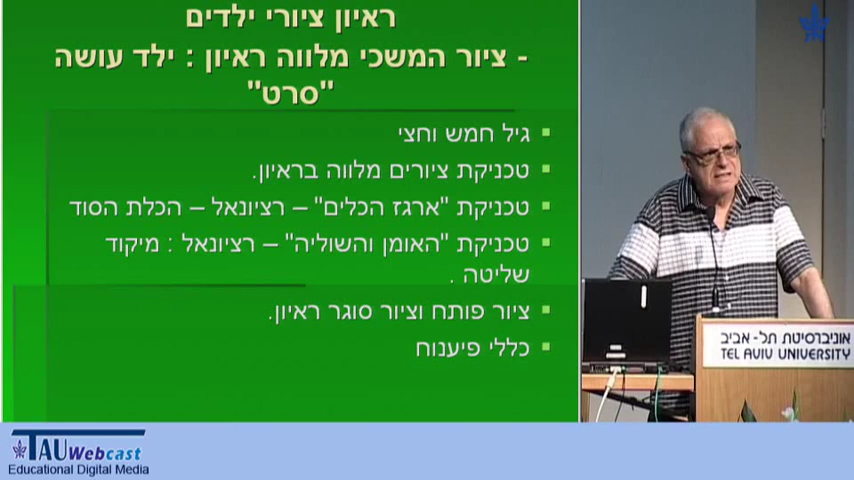 ראיון ציורי ילדים
- ציור המשכי מלווה ראיון : ילד עושה
"סרט"
גיל חמש וחצי
טכניקת ציורים מלווה בראיון.
טכניקת "ארגז הכלים" – רציונאל – הכלת הסוד
טכניקת "האומן והשוליה" – רציונאל : מיקוד
שליטה .
ציור פותח וציור סוגר ראיון.
כללי פיענוח
אוניברסיטת תל-אביב
TEL AVIV UNIVERSITY
TAU Webcast
Educational Digital Media